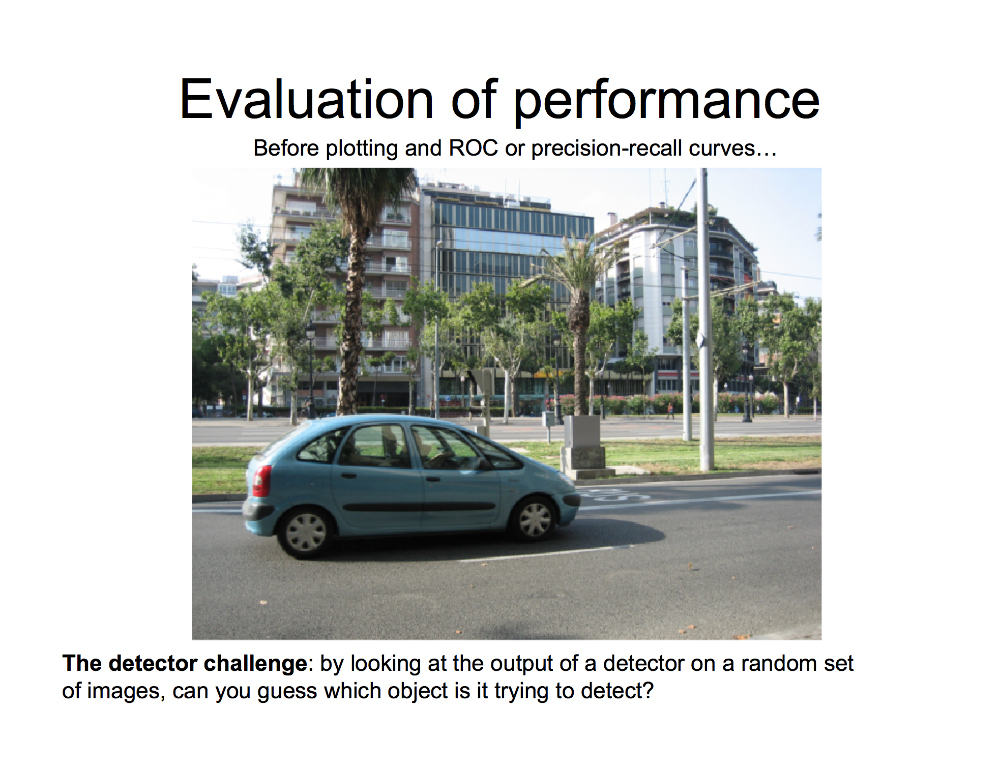 Evaluation of performance
Before plotting and ROC or precision-recall curves…
The detector challenge: by looking at the output of a detector on a random set
of images, can you guess which object is it trying to detect?